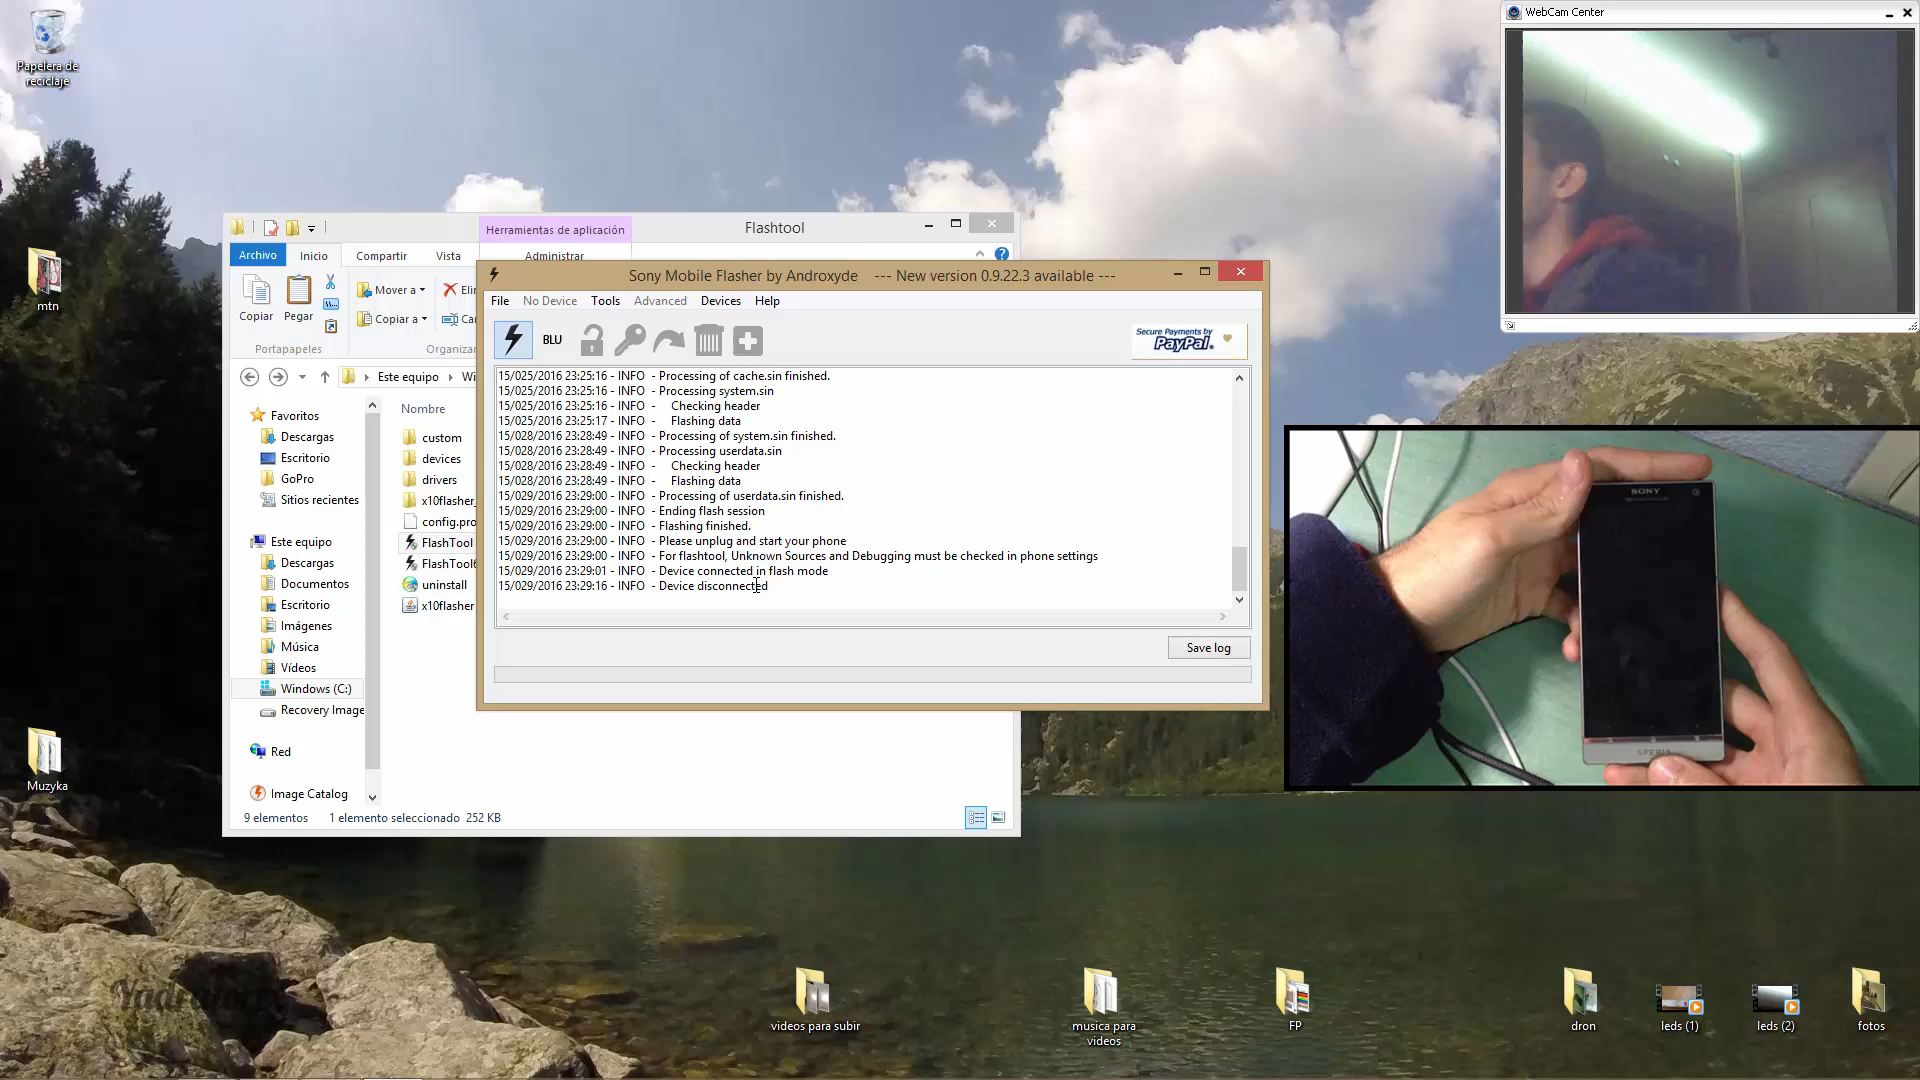 Papelera de
reciclaje
mtn
Muzyka
Herramientas de aplicación
Flashtool
Archivo
Inicio
Compartir
Vista
Administrar
Copiar
Pegar
Mover a
Copiar a
Portapapeles
Este equipo
Nombre
Favoritos
Descargas
Escritorio
GoPro
Sitios recientes
Este equipo
Descargas
Documentos
Escritorio
Imágenes
Música
Vídeos
Windows (C:)
Recovery Image
Red
Image Catalog
custom
devices
drivers
x10flasher_
config.pro
FlashTool
FlashTool6
uninstall
x10flasher
9 elementos
1 elemento seleccionado 252 KB
Sony Mobile Flasher by Androxyde --- New version 0.9.22.3 available ---
File No Device Tools Advanced Devices Help
BLU
Secure Payments by
PayPal
15/025/2016 23:25:16 - INFO - Processing of cache.sin finished.
15/025/2016 23:25:16 - INFO - Processing system.sin
15/025/2016 23:25:16 - INFO - Checking header
15/025/2016 23:25:17 - INFO - Flashing data
15/028/2016 23:28:49 - INFO - Processing of system.sin finished.
15/028/2016 23:28:49 - INFO - Processing userdata.sin
15/028/2016 23:28:49 - INFO - Checking header
15/028/2016 23:28:49 - INFO - Flashing data
15/029/2016 23:29:00 - INFO - Processing of userdata.sin finished.
15/029/2016 23:29:00 - INFO - Ending flash session
15/029/2016 23:29:00 - INFO - Flashing finished.
15/029/2016 23:29:00 - INFO - Please unplug and start your phone
15/029/2016 23:29:00 - INFO - For flashtool, Unknown Sources and Debugging must be checked in phone settings
15/029/2016 23:29:01 - INFO - Device connected in flash mode
15/029/2016 23:29:16 - INFO - Device disconnected
Save log
WebCam Center
SONY
XPERIA
videos para subir
musica para
videos
FP
dron
leds (1)
leds (2)
fotos